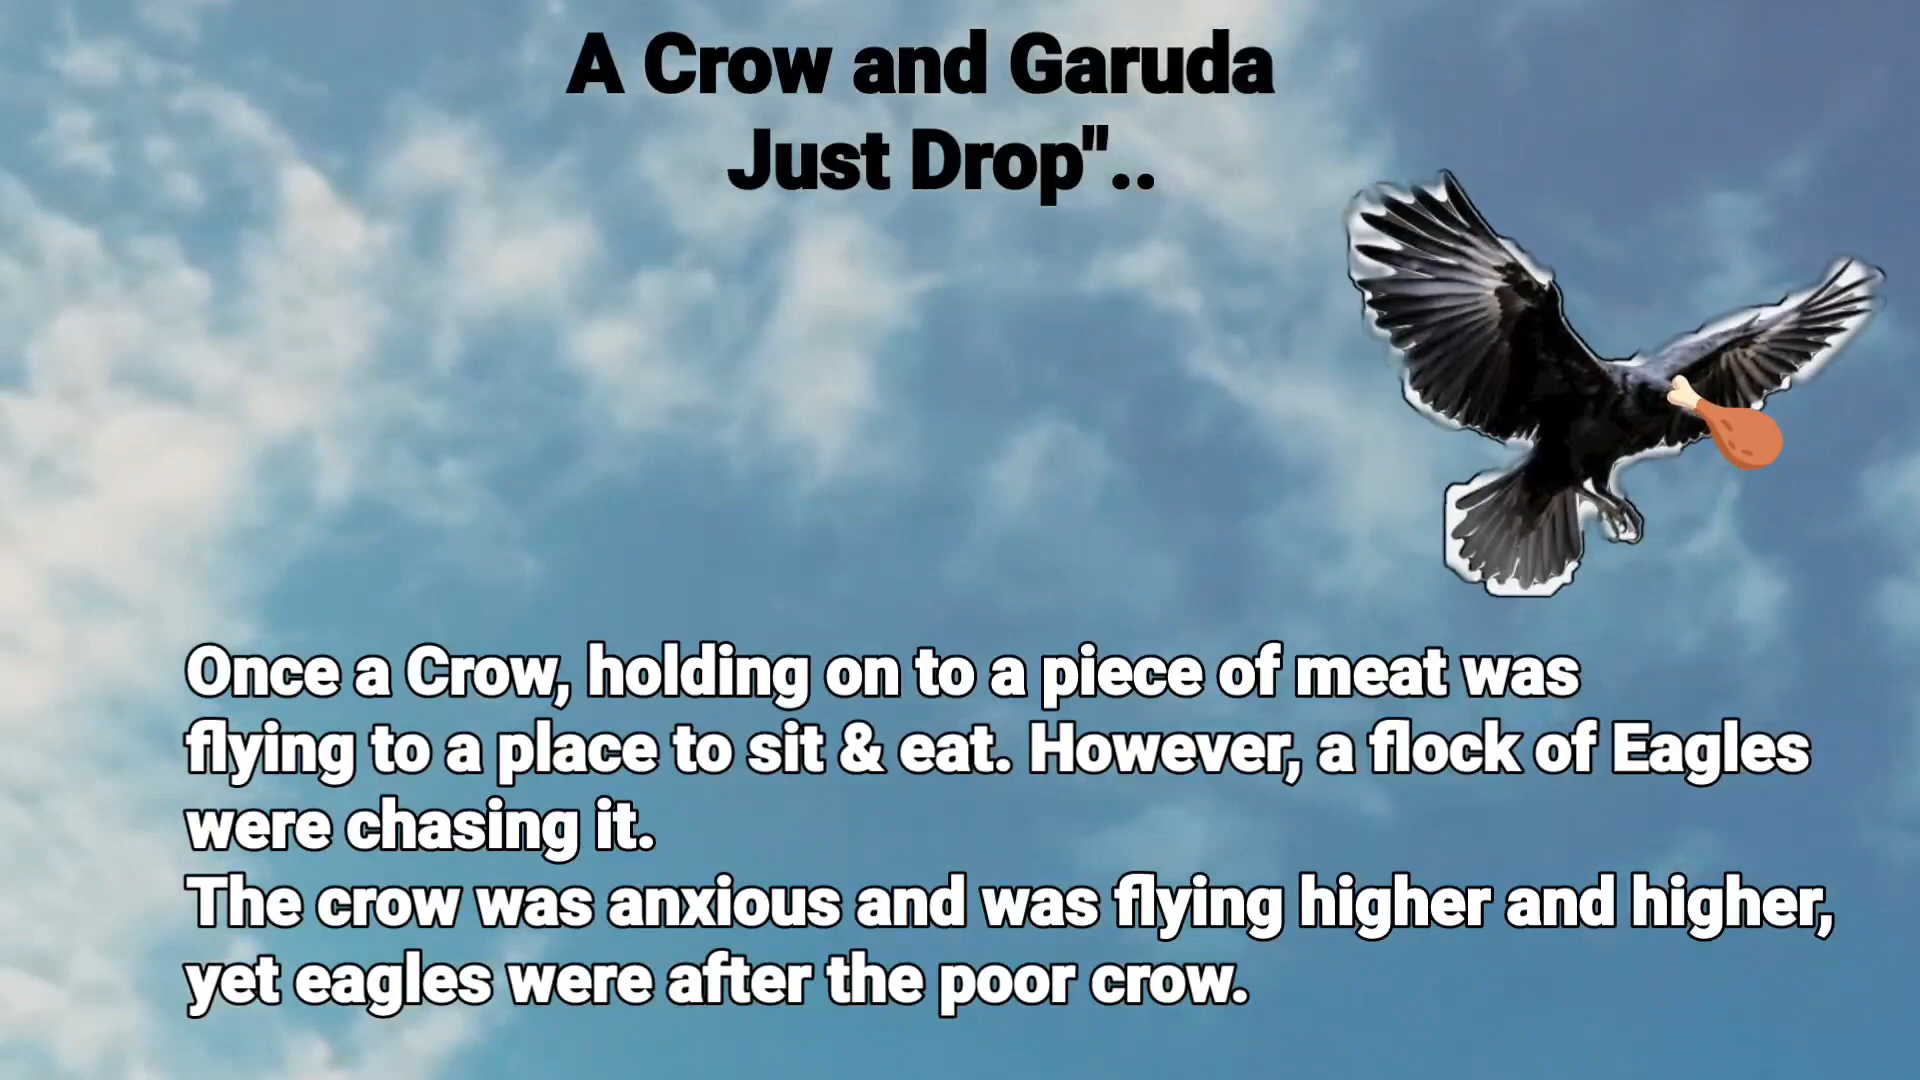 A Crow and Garuda
Just Drop"..
Once a Crow, holding on to a piece of meat was
flying to a place to sit & eat. However, a flock of Eagles
were chasing it.
The crow was anxious and was flying higher and higher,
yet eagles were after the poor crow.